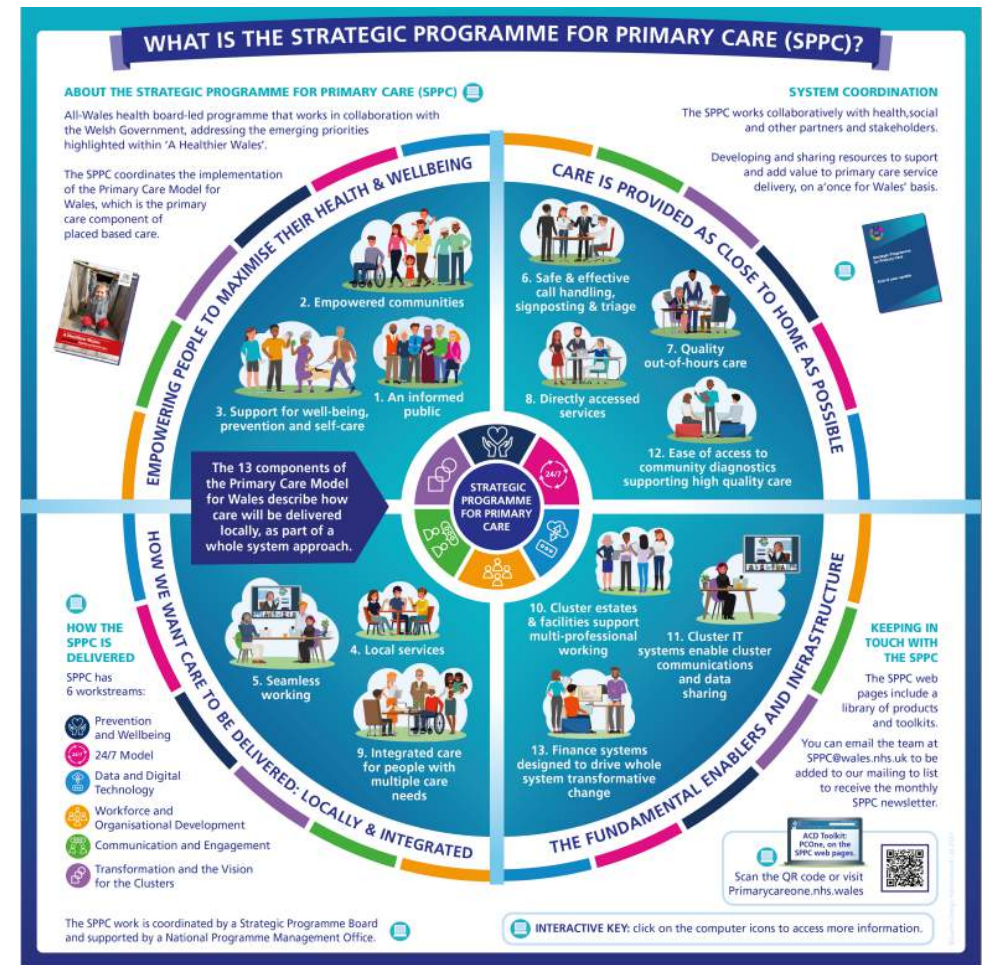 WHAT IS THE STRATEGIC PROGRAMME FOR PRIMARY CARE (SPPC)?
ABOUT THE STRATEGIC PROGRAMME FOR PRIMARY CARE (SPPC)
All-Wales health board-led programme that works in collaboration with
the Welsh Government, addressing the emerging priorities
highlighted within 'A Healthier Wales'.
The SPPC coordinates the implementation
of the Primary Care Model for
Wales, which is the primary
care component of
placed based care.
SYSTEM COORDINATION
The SPPC works collaboratively with health,social
and other partners and stakeholders.
Developing and sharing resources to suport
and add value to primary care service
delivery, on a'once for Wales' basis.
EMPOWERING PEOPLE TO MAXIMISE THEIR HEALTH & WELLBEING
2. Empowered communities
1. An informed
public
3. Support for well-being,
prevention and self-care
CARE IS PROVIDED AS CLOSE TO HOME AS POSSIBLE
6. Safe & effective
call handling,
signposting & triage
7. Quality
out-of-hours care
8. Directly accessed
services
12. Ease of access to
community diagnostics
supporting high quality care
The 13 components of
the Primary Care Model
for Wales describe how
care will be delivered
locally, as part of a
whole system approach.
24/7
STRATEGIC
PROGRAMME
FOR PRIMARY
CARE
HOW WE WANT CARE TO BE DELIVERED: LOCALLY & INTEGRATED
4. Local services
5. Seamless
working
9. Integrated care
for people with
multiple care
needs
THE FUNDAMENTAL ENABLERS AND INFRASTRUCTURE
10. Cluster estates
& facilities support
multi-professional
working
11. Cluster IT
systems enable cluster
communications
and data
sharing
13. Finance systems
designed to drive whole
system transformative
change
HOW THE
SPPC IS
DELIVERED
SPPC has
6 workstreams:
Prevention
and Wellbeing
24/7 Model
Data and Digital
Technology
Workforce and
Organisational Development
Communication and Engagement
Transformation and the Vision
for the Clusters
The SPPC work is coordinated by a Strategic Programme Board
and supported by a National Programme Management Office.
KEEPING IN
TOUCH WITH
THE SPPC
The SPPC web
pages include a
library of products
and toolkits.
You can email the team at
SPPC@wales.nhs.uk to be
added to our mailing to list
to receive the monthly
SPPC newsletter.
ACD Toolkit:
PCOne, on the
SPPC web pages.
Scan the QR code or visit
Primarycareone.nhs.wales
INTERACTIVE KEY: click on the computer icons to access more information.